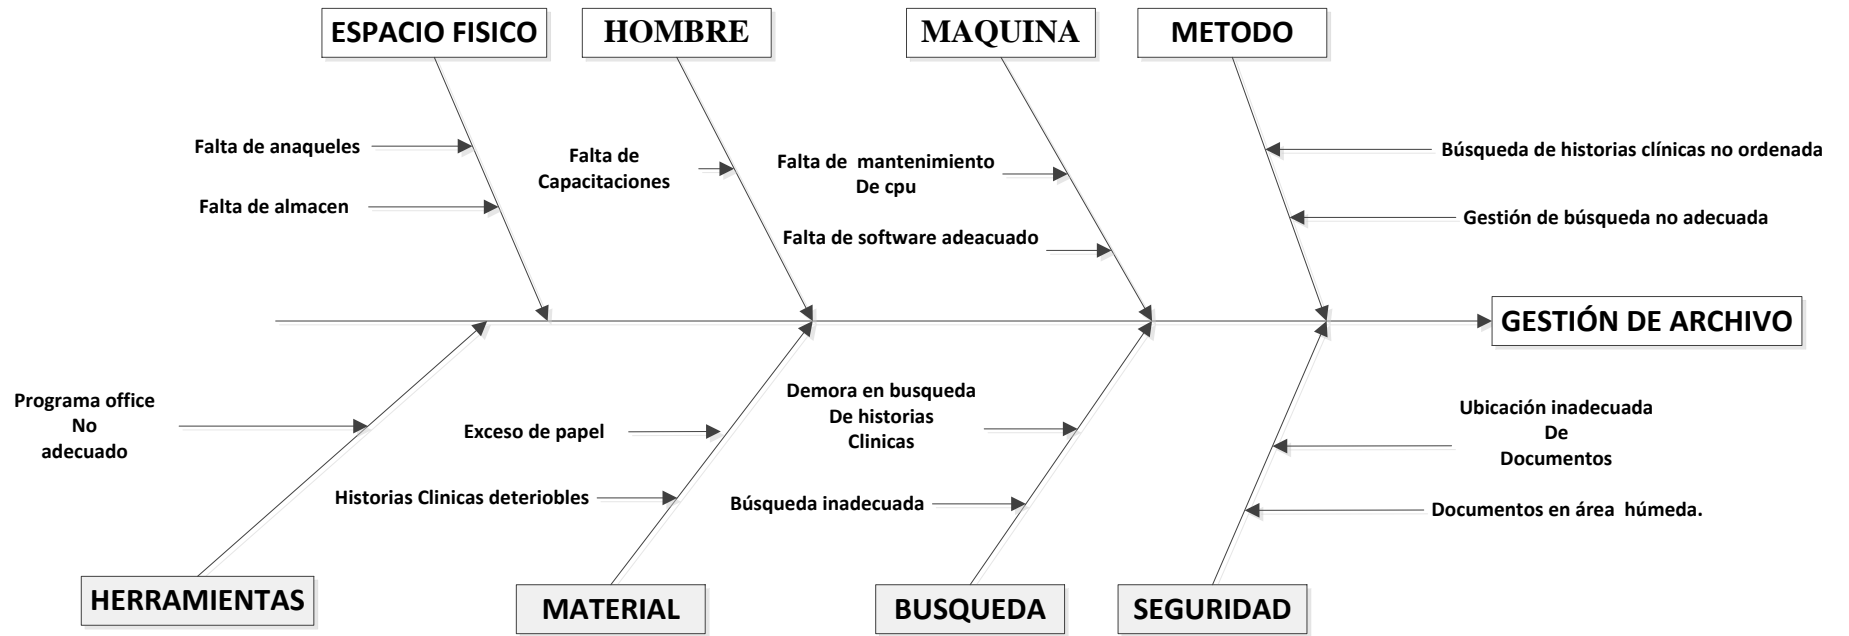 ESPACIO FISICO
HOMBRE
MAQUINA
METODO
Falta de anaqueles
Falta de almacen
Falta de
Capacitaciones
Falta de  mantenimiento
De cpu
Falta de software adeacuado
Búsqueda de historias clínicas no ordenada
Gestión de búsqueda no adecuada
GESTIÓN DE ARCHIVO
Programa office
No
adecuado
Exceso de papel
Historias Clinicas deteriobles
Demora en busqueda
De historias
Clinicas
Búsqueda inadecuada
Ubicación inadecuada
De
Documentos
Documentos en área  húmeda.
HERRAMIENTAS
MATERIAL
BUSQUEDA
SEGURIDAD